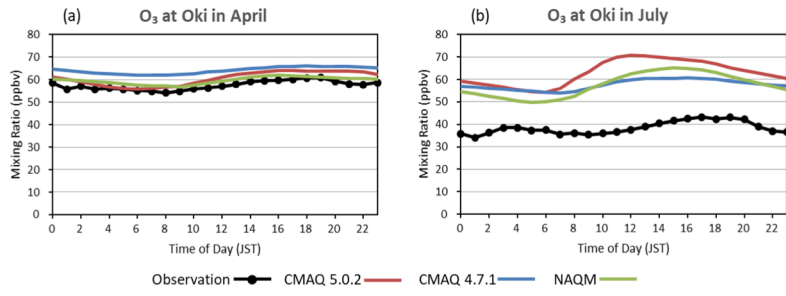 (a) O₃ at Oki in April
Mixing Ratio (ppbv)
80
70
60
50
40
30
20
10
0
0 2 4 6 8 10 12 14 16 18 20 22
Time of Day (JST)
(b) O₃ at Oki in July
Mixing Ratio (ppbv)
80
70
60
50
40
30
20
10
0
0 2 4 6 8 10 12 14 16 18 20 22
Time of Day (JST)
Observation CMAQ 5.0.2 CMAQ 4.7.1 NAQM